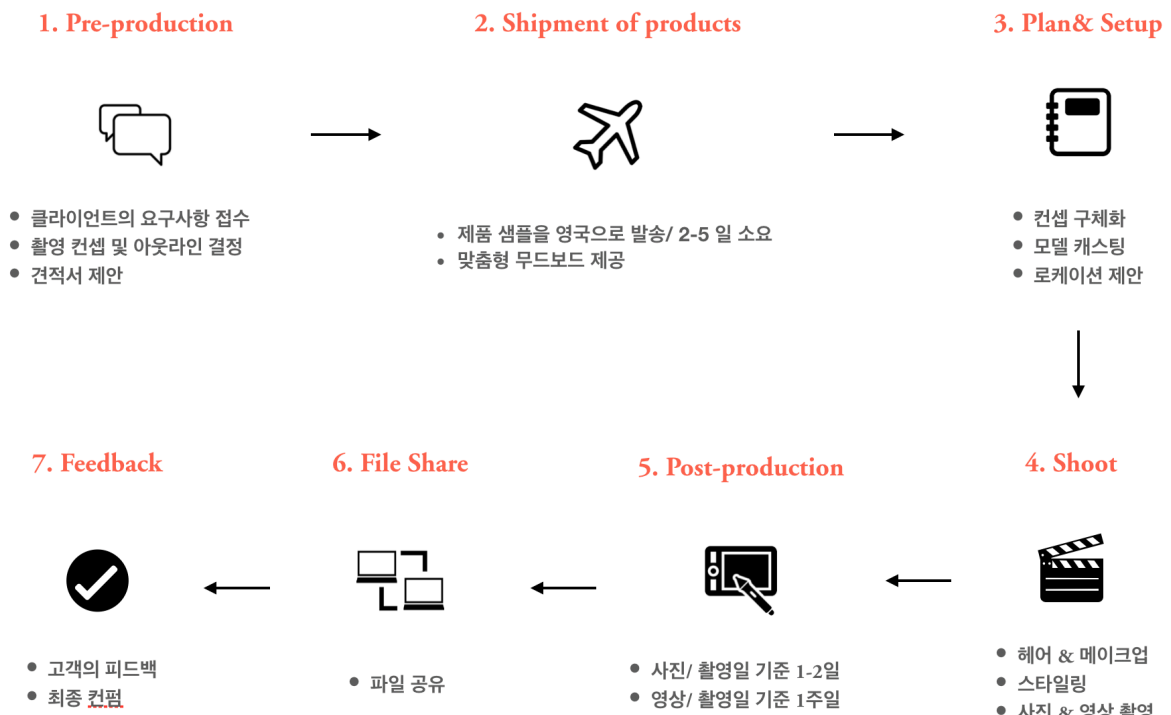 1. Pre-production
클라이언트의 요구사항 접수
촬영 컨셉 및 아웃라인 결정
견적서 제안
2. Shipment of products
제품 샘플을 영국으로 발송/ 2-5 일 소요
맞춤형 무드보드 제공
3. Plan& Setup
컨셉 구체화
모델 캐스팅
로케이션 제안
4. Shoot
헤어 & 메이크업
스타일링
사진 & 영상 촬영
5. Post-production
사진/ 촬영일 기준 1-2일
영상/ 촬영일 기준 1주일
6. File Share
파일 공유
7. Feedback
고객의 피드백
최종 컨펌